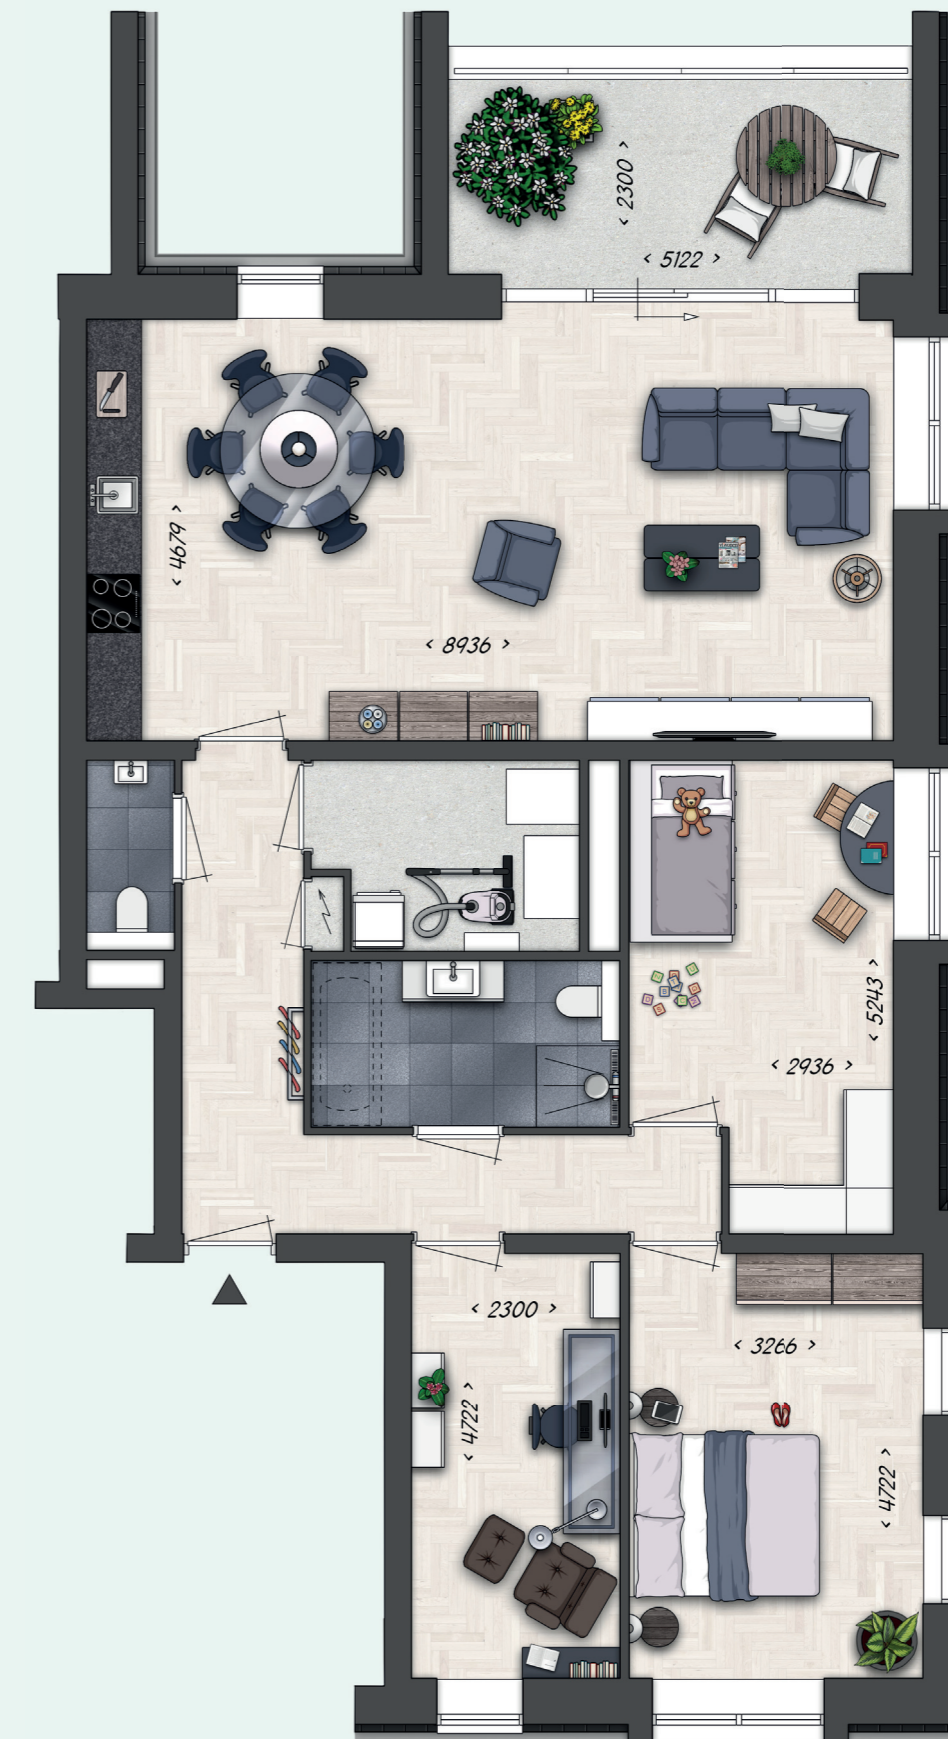 ‹ 2300 ›
‹ 5122 ›
‹ 4679 ›
‹ 8936 ›
‹ 5243 ›
‹ 2936 ›
‹ 2300 ›
‹ 3266 ›
‹ 4722 ›
‹ 4722 ›